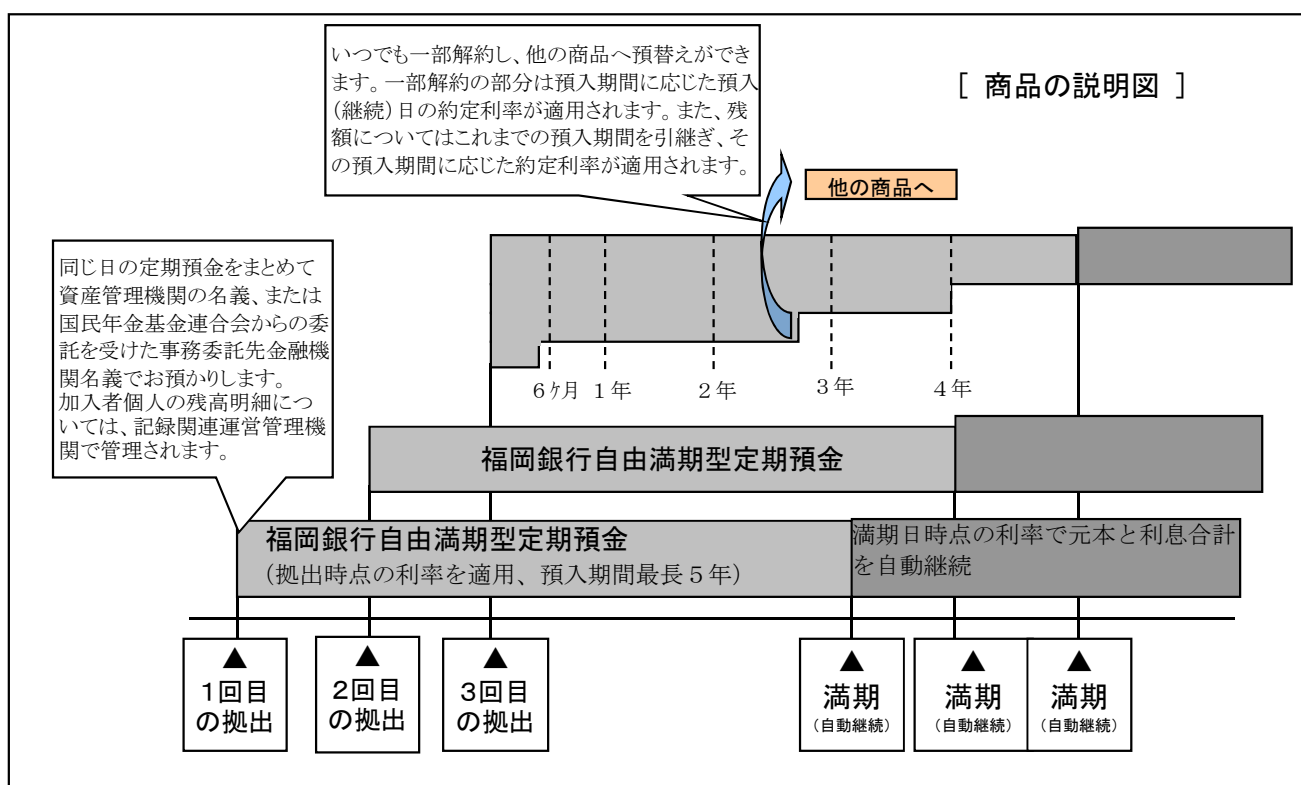 [ 商品の説明図 ]
いつでも一部解約し、他の商品へ預替えができ
ます。一部解約の部分は預入期間に応じた預入
(継続)日の約定利率が適用されます。また、残
額についてはこれまでの預入期間を引継ぎ、そ
の預入期間に応じた約定利率が適用されます。
他の商品へ
同じ日の定期預金をまとめて
資産管理機関の名義、または
国民年金基金連合会からの委
託を受けた事務委託先金融機
関名義でお預かりします。
加入者個人の残高明細につ
いては、記録関連運営管理機
関で管理されます。
6ヶ月
1年
2年
3年
4年
福岡銀行自由満期型定期預金
福岡銀行自由満期型定期預金
(拠出時点の利率を適用、預入期間最長5年)
満期日時点の利率で元本と利息合計
を自動継続
▲
1回目
の拠出
▲
2回目
の拠出
▲
3回目
の拠出
▲
満期
(自動継続)
▲
満期
(自動継続)
▲
満期
(自動継続)